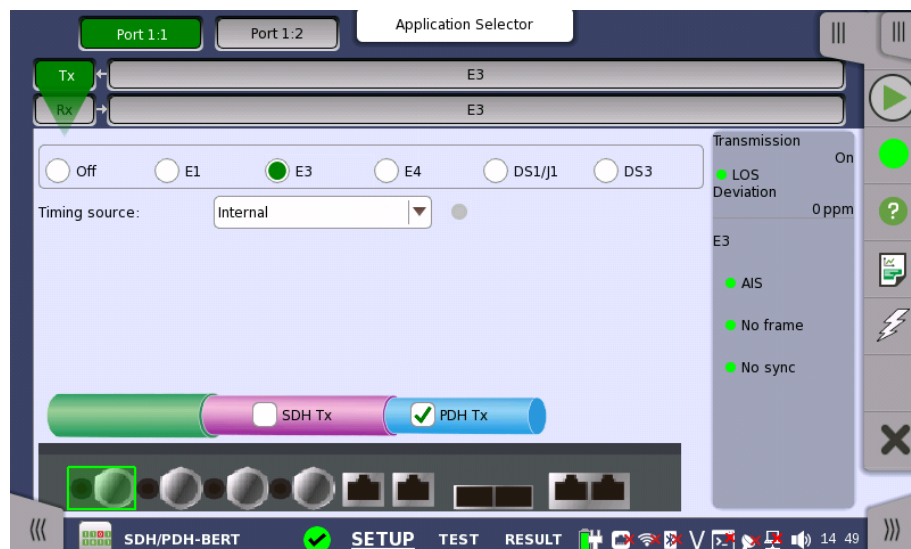 Port 1:1 Port 1:2 Application Selector
Tx E3
Rx E3
Off E1 E3 E4 DS1/J1 DS3
Timing source: Internal
Transmission
On
LOS
Deviation
0 ppm
E3
AIS
No frame
No sync
SDH Tx PDH Tx
SDH/PDH-BERT SETUP TEST RESULT 14 49